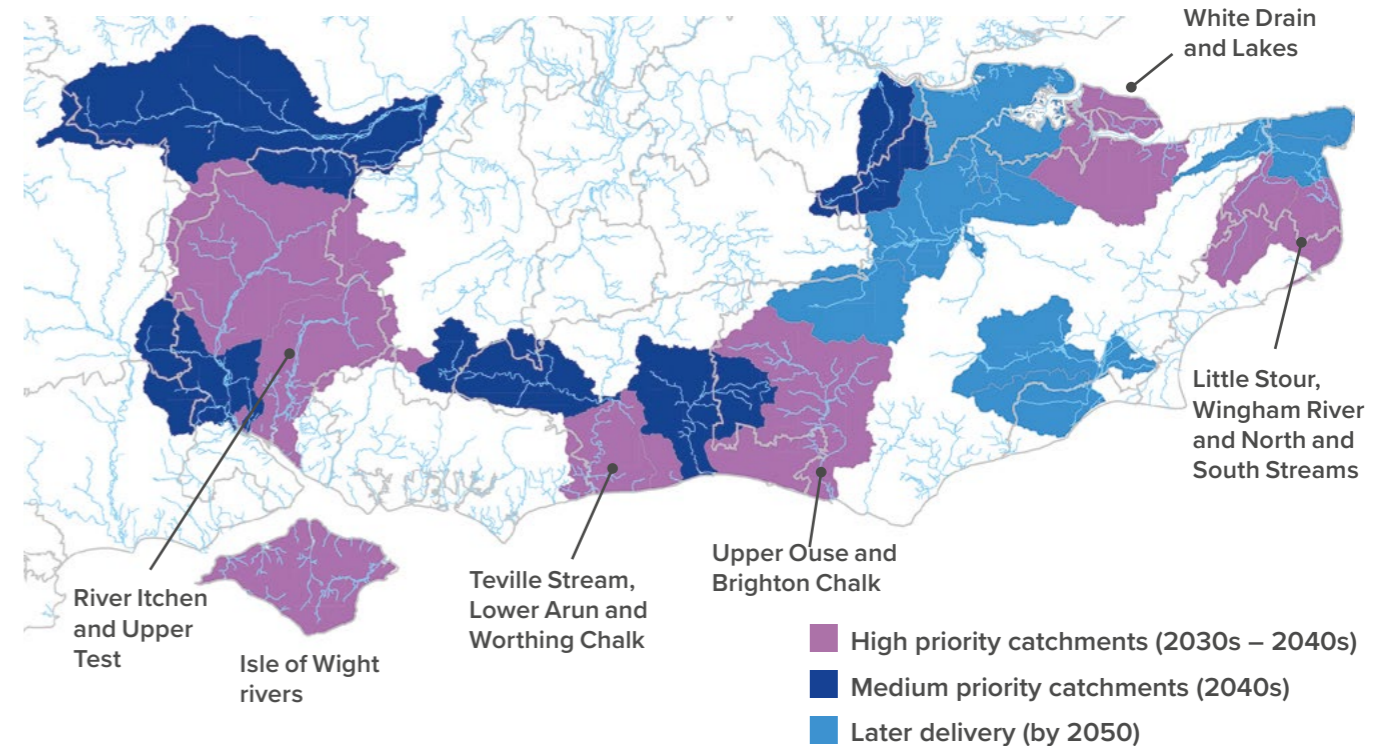 White Drain
and Lakes
Little Stour,
Wingham River
and North and
South Streams
Upper Ouse and
Brighton Chalk
Teville Stream,
Lower Arun and
Worthing Chalk
River Itchen
and Upper
Test
Isle of Wight
rivers
High priority catchments (2030s – 2040s)
Medium priority catchments (2040s)
Later delivery (by 2050)